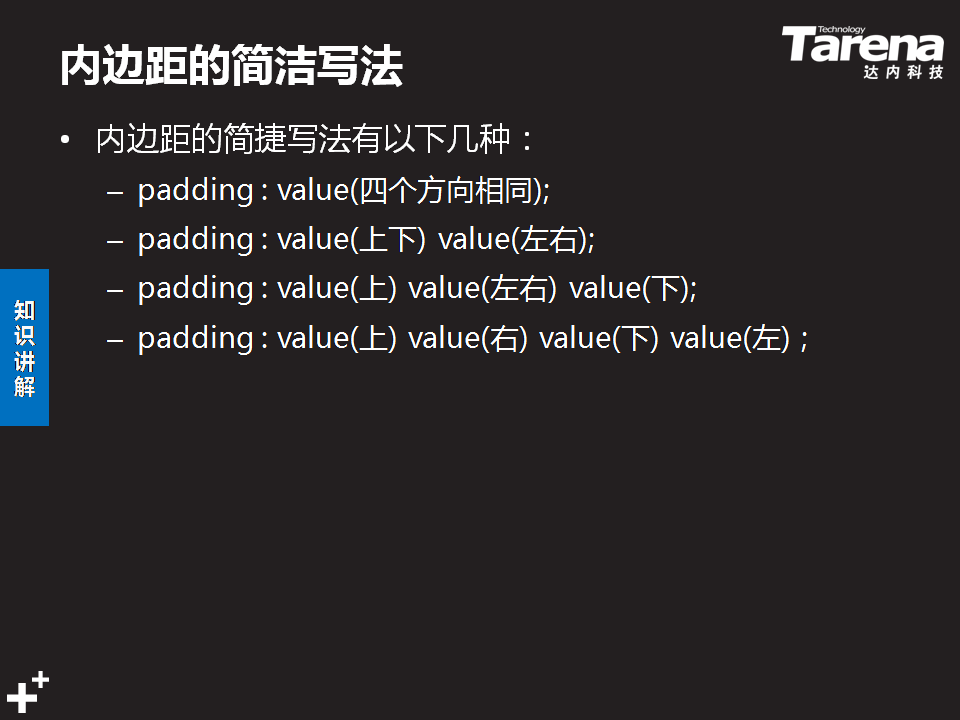 内边距的简洁写法
Technology
Tarena
达内科技
• 内边距的简捷写法有以下几种：
– padding : value(四个方向相同);
– padding : value(上下) value(左右);
– padding : value(上) value(左右) value(下);
– padding : value(上) value(右) value(下) value(左) ;
知识讲解